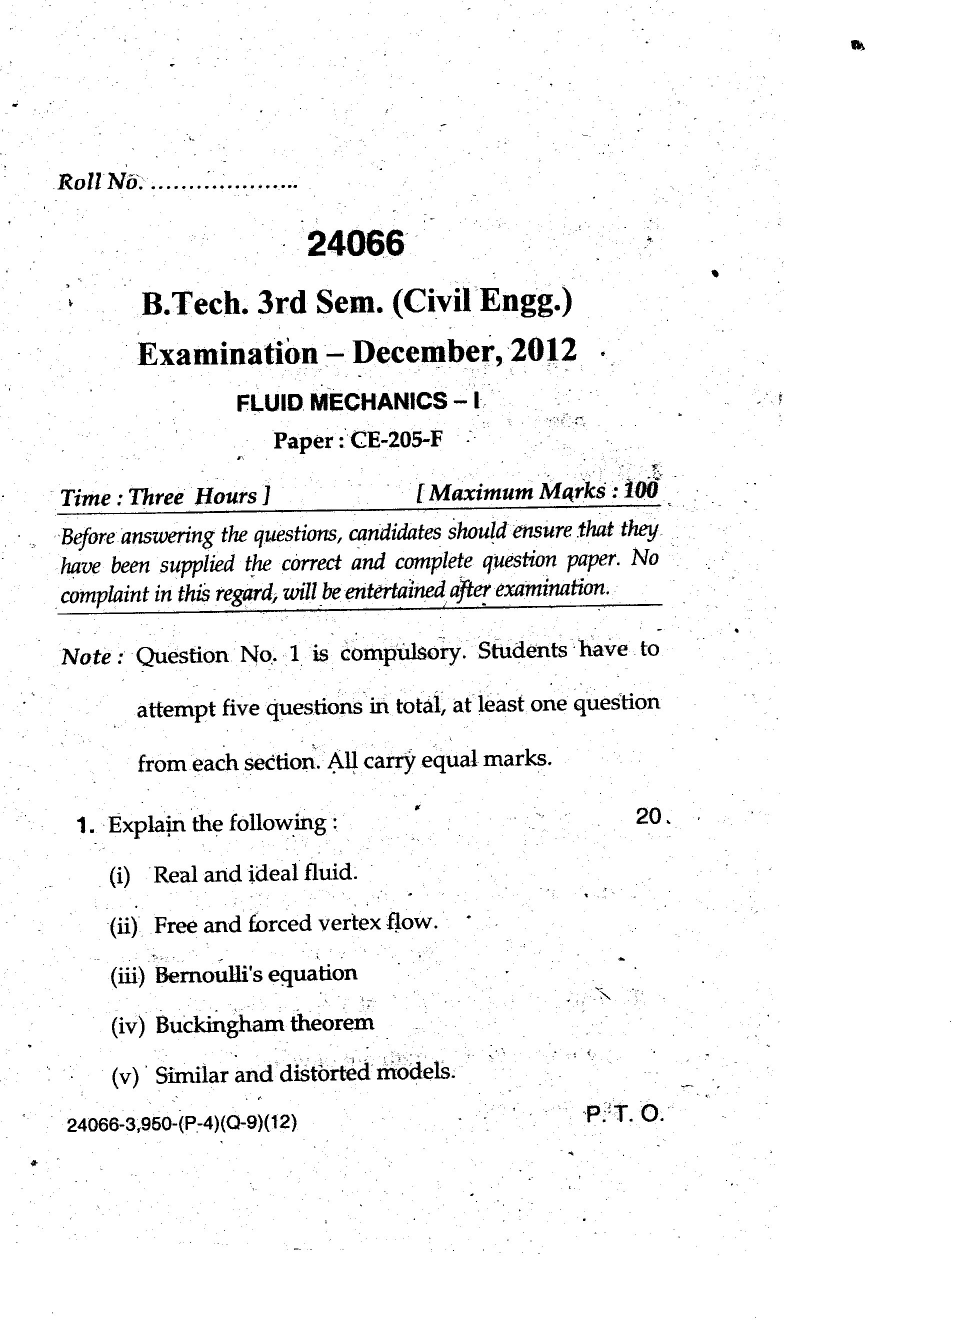 Roll No. ....................
24066
B.Tech. 3rd Sem. (Civil Engg.)
Examination – December, 2012
FLUID MECHANICS – I
Paper : CE-205-F
Time : Three Hours ] [ Maximum Marks : 100
Before answering the questions, candidates should ensure that they
have been supplied the correct and complete question paper. No
complaint in this regard, will be entertained after examination.
Note : Question No. 1 is compulsory. Students have to
attempt five questions in total, at least one question
from each section. All carry equal marks.
1. Explain the following : 20
(i) Real and ideal fluid.
(ii) Free and forced vertex flow.
(iii) Bernoulli's equation
(iv) Buckingham theorem
(v) Similar and distorted models.
24066-3,950-(P-4)(Q-9)(12) P. T. O.